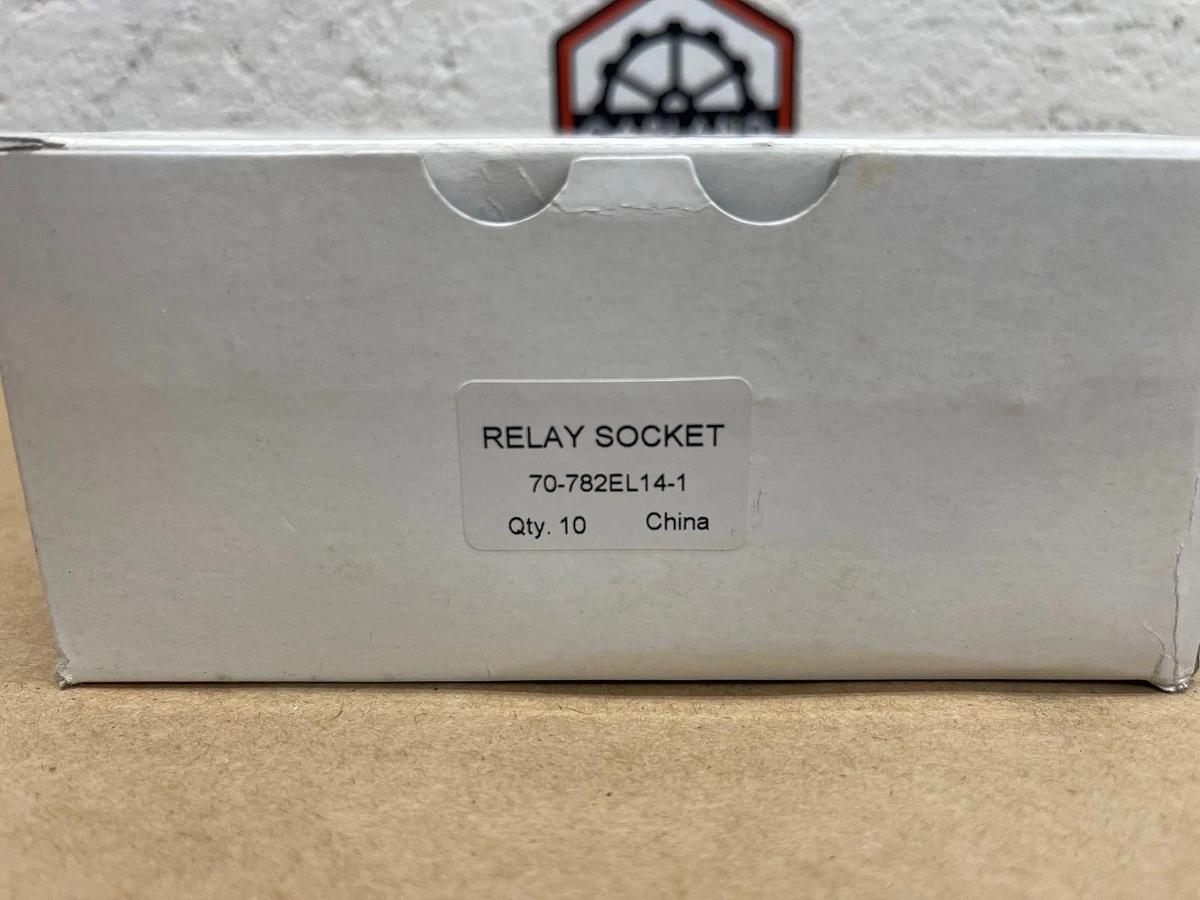 RELAY SOCKET
70-782EL14-1
Qty. 10 China